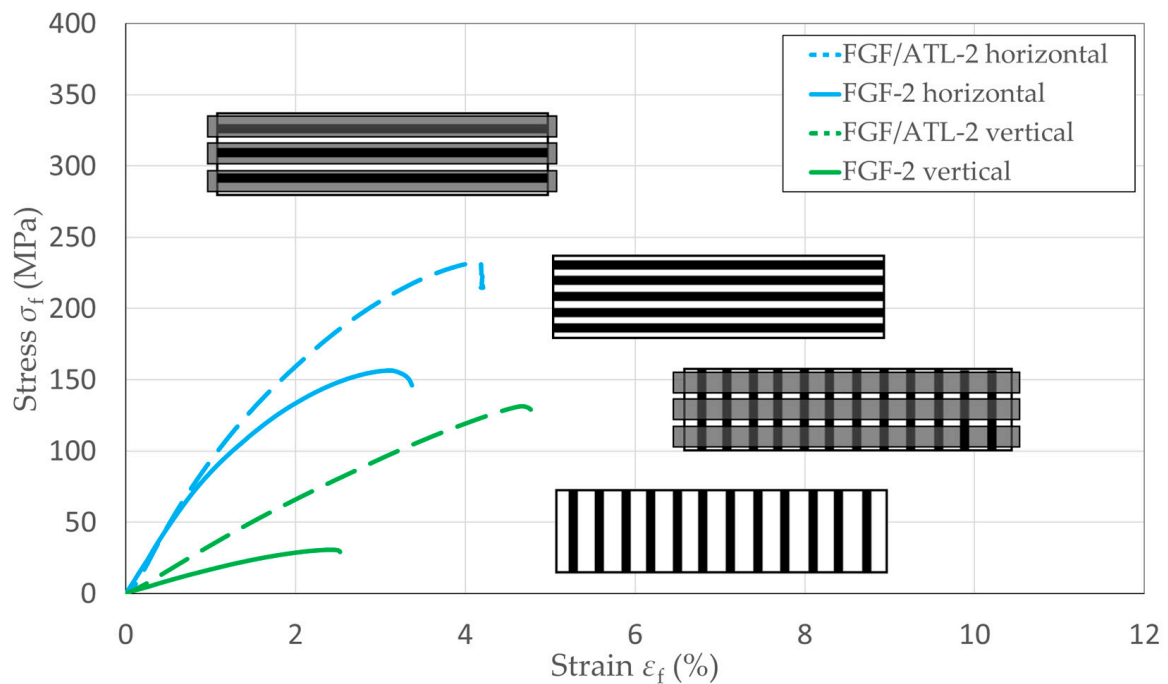 400
350
300
250
200
150
100
50
0
Stress σf (MPa)
FGF/ATL-2 horizontal
FGF-2 horizontal
FGF/ATL-2 vertical
FGF-2 vertical
0 2 4 6 8 10 12
Strain εf (%)